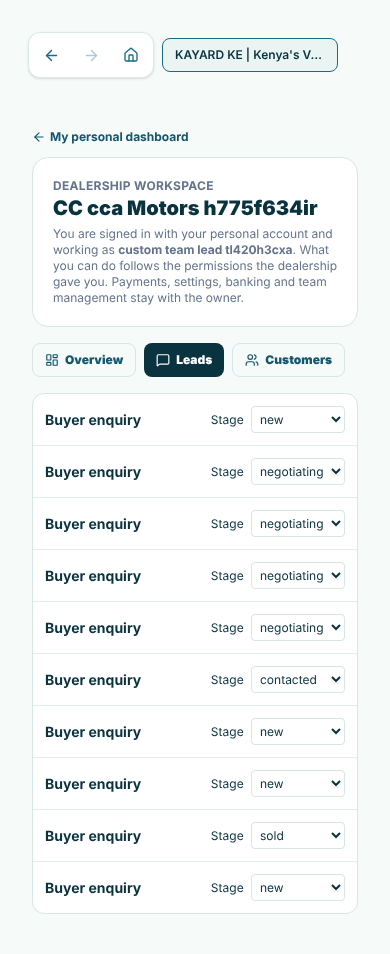 KAYARD KE | Kenya's V...
My personal dashboard
DEALERSHIP WORKSPACE
CC cca Motors h775f634ir
You are signed in with your personal account and
working as custom team lead tl420h3cxa. What
you can do follows the permissions the dealership
gave you. Payments, settings, banking and team
management stay with the owner.
Overview
Leads
Customers
Buyer enquiry Stage new
Buyer enquiry Stage negotiating
Buyer enquiry Stage negotiating
Buyer enquiry Stage negotiating
Buyer enquiry Stage negotiating
Buyer enquiry Stage contacted
Buyer enquiry Stage new
Buyer enquiry Stage new
Buyer enquiry Stage sold
Buyer enquiry Stage new